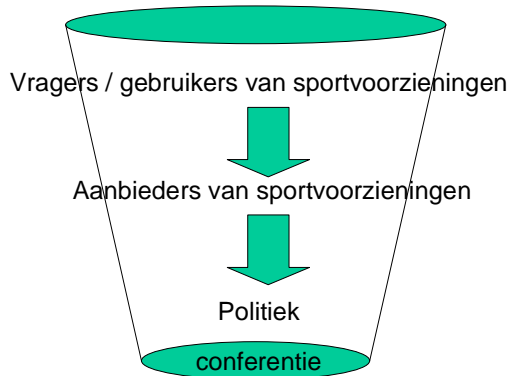 Vragers / gebruikers van sportvoorzieningen
Aanbieders van sportvoorzieningen
Politiek
conferentie